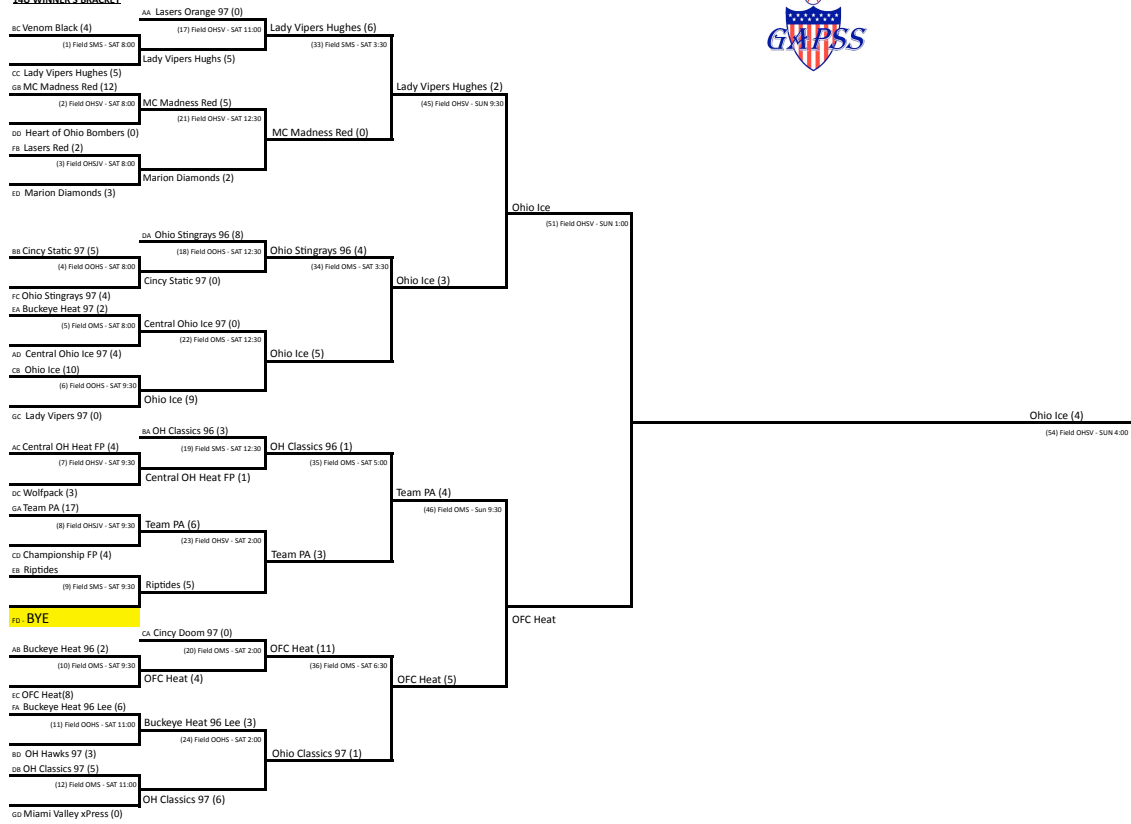 14U WINNER'S BRACKET
AA Lasers Orange 97 (0)
BC Venom Black (4)
(17) Field OHSV - SAT 11:00
Lady Vipers Hughes (6)
(1) Field SMS - SAT 8:00
(33) Field SMS - SAT 3:30
Lady Vipers Hughs (5)
CC Lady Vipers Hughes (5)
GB MC Madness Red (12)
Lady Vipers Hughes (2)
(2) Field OHSV - SAT 8:00
MC Madness Red (5)
(45) Field OHSV - SUN 9:30
(21) Field OHSV - SAT 12:30
DD Heart of Ohio Bombers (0)
MC Madness Red (0)
FB Lasers Red (2)
(3) Field OHSJV - SAT 8:00
Marion Diamonds (2)
ED Marion Diamonds (3)
Ohio Ice
(51) Field OHSV - SUN 1:00
DA Ohio Stingrays 96 (8)
BB Cincy Static 97 (5)
(18) Field OOHS - SAT 12:30
Ohio Stingrays 96 (4)
(4) Field OOHS - SAT 8:00
(34) Field OMS - SAT 3:30
Cincy Static 97 (0)
Ohio Ice (3)
FC Ohio Stingrays 97 (4)
EA Buckeye Heat 97 (2)
(5) Field OMS - SAT 8:00
Central Ohio Ice 97 (0)
(22) Field OMS - SAT 12:30
AD Central Ohio Ice 97 (4)
Ohio Ice (5)
CB Ohio Ice (10)
(6) Field OOHS - SAT 9:30
Ohio Ice (9)
GC Lady Vipers 97 (0)
Ohio Ice (4)
(54) Field OHSV - SUN 4:00
BA OH Classics 96 (3)
AC Central OH Heat FP (4)
(19) Field SMS - SAT 12:30
OH Classics 96 (1)
(7) Field OHSV - SAT 9:30
(35) Field OMS - SAT 5:00
Central OH Heat FP (1)
DC Wolfpack (3)
Team PA (4)
GA Team PA (17)
(46) Field OMS - Sun 9:30
(8) Field OHSJV - SAT 9:30
Team PA (6)
(23) Field OHSV - SAT 2:00
CD Championship FP (4)
Team PA (3)
EB Riptides
(9) Field SMS - SAT 9:30
Riptides (5)
FD - BYE
OFC Heat
CA Cincy Doom 97 (0)
AB Buckeye Heat 96 (2)
(20) Field OMS - SAT 2:00
OFC Heat (11)
(10) Field OMS - SAT 9:30
(36) Field OMS - SAT 6:30
OFC Heat (4)
OFC Heat (5)
EC OFC Heat(8)
FA Buckeye Heat 96 Lee (6)
(11) Field OOHS - SAT 11:00
Buckeye Heat 96 Lee (3)
(24) Field OOHS - SAT 2:00
BD OH Hawks 97 (3)
Ohio Classics 97 (1)
DB OH Classics 97 (5)
(12) Field OMS - SAT 11:00
OH Classics 97 (6)
GD Miami Valley xPress (0)
GAPSS